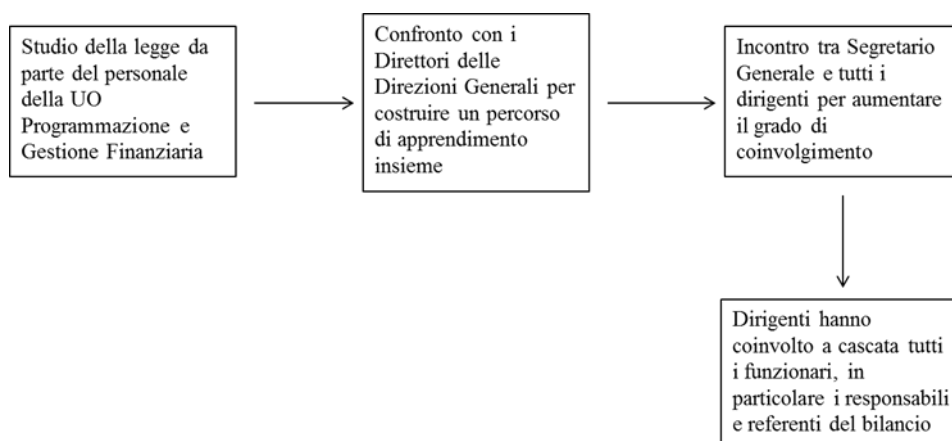 Studio della legge da
parte del personale
della UO
Programmazione e
Gestione Finanziaria
Confronto con i
Direttori delle
Direzioni Generali per
costruire un percorso
di apprendimento
insieme
Incontro tra Segretario
Generale e tutti i
dirigenti per aumentare
il grado di
coinvolgimento
Dirigenti hanno
coinvolto a cascata tutti
i funzionari, in
particolare i responsabili
e referenti del bilancio